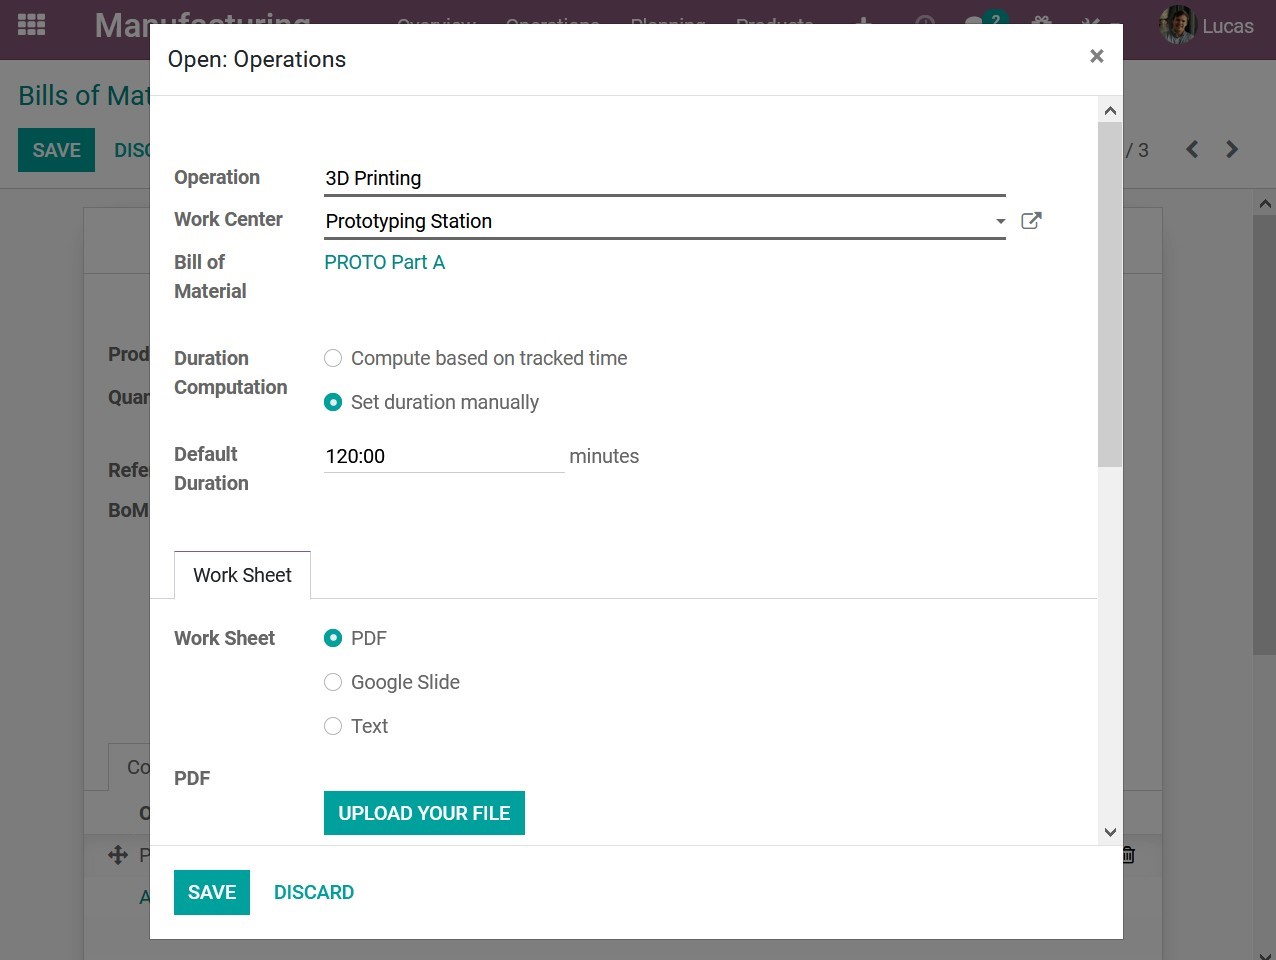 Manufacturing Overview Operations Planning Products 2 Lucas
Open: Operations ×
Bills of Mat
SAVE DISC / 3
Operation 3D Printing
Work Center Prototyping Station
Bill of Material PROTO Part A
Prod
Quan
Duration Computation
Compute based on tracked time
Set duration manually
Refe
Default Duration 120:00 minutes
BoM
Work Sheet
Work Sheet PDF
Google Slide
Text
Co
PDF
UPLOAD YOUR FILE
P
A
SAVE DISCARD